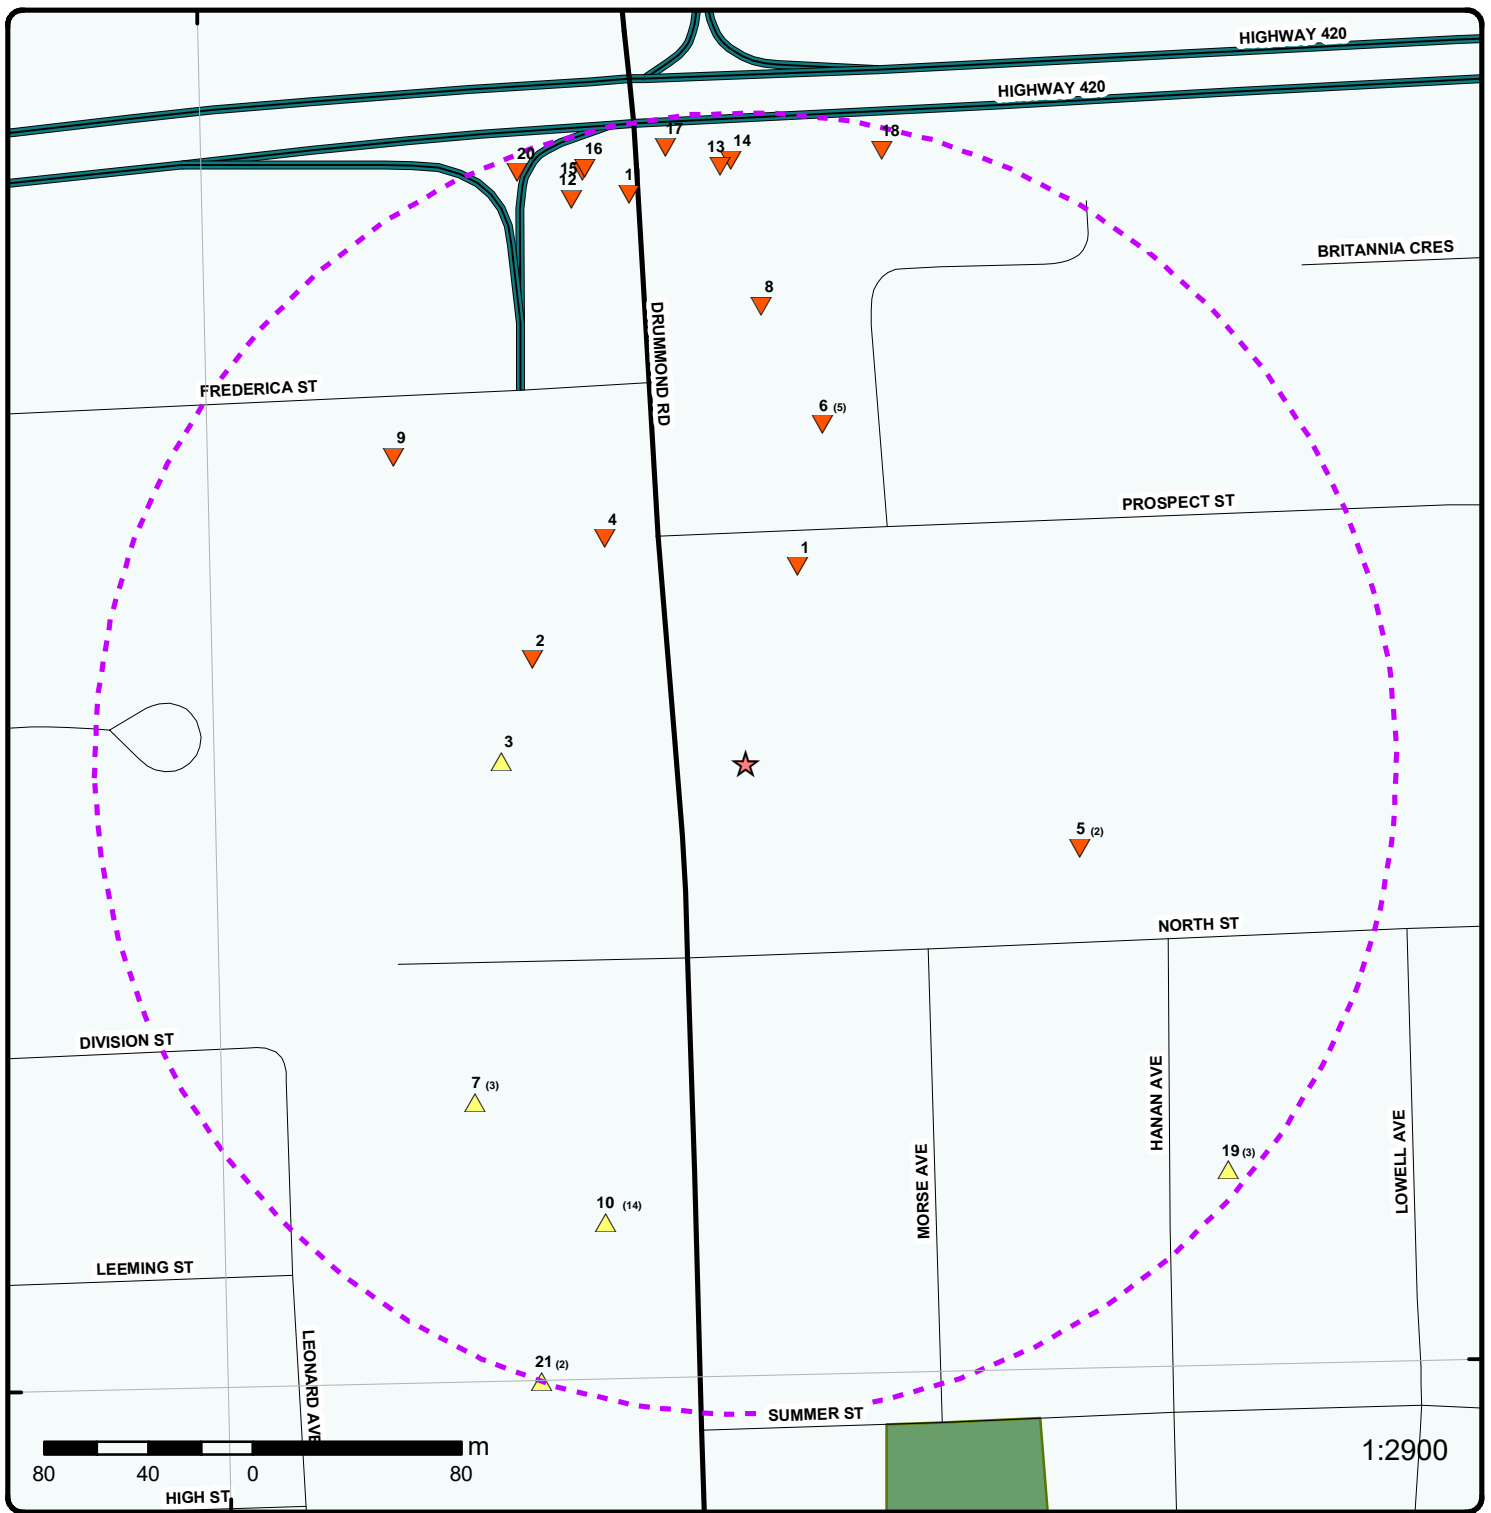 HIGHWAY 420
HIGHWAY 420
17
18
14
13
20
16
15
12
1
BRITANNIA CRES
8
DRUMMOND RD
FREDERICA ST
6 (5)
9
PROSPECT ST
4
1
2
3
5 (2)
NORTH ST
DIVISION ST
7 (3)
HANAN AVE
LOWELL AVE
MORSE AVE
19 (3)
10 (14)
LEEMING ST
LEONARD AVE
21 (2)
SUMMER ST
m
1:2900
80 40 0 80
HIGH ST